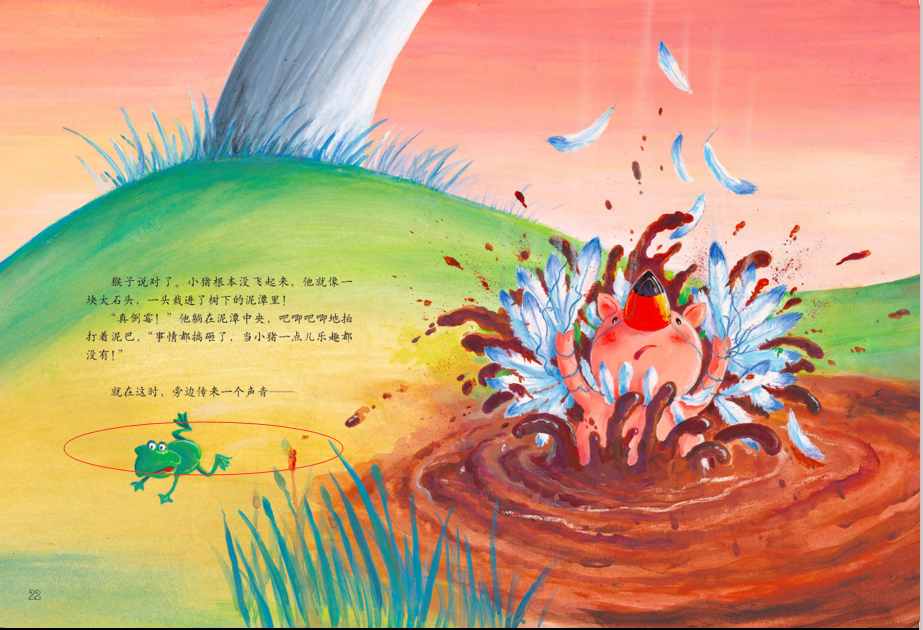 猴子说对了。小猪根本没飞起来，他就像一
块大石头，一头栽进了树下的泥潭里！
“真倒霉！”他躺在泥潭中央，吧唧吧唧地拍
打着泥巴，“事情都搞砸了，当小猪一点儿乐趣都
没有！”
就在这时，旁边传来一个声音——
22